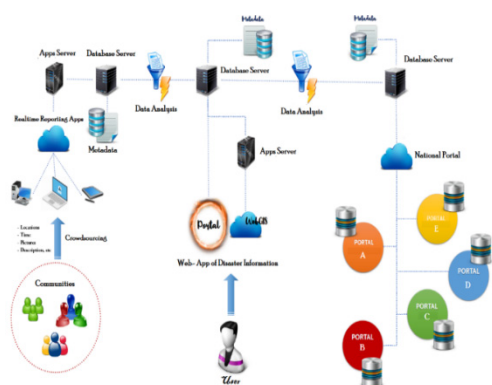 Metadata
Metadata
Apps Server
Database Server
Database Server
Database Server
Data Analysis
Data Analysis
Realtime Reporting Apps
Metadata
Apps Server
National Portal
- Location
- Time
- Pictures
- Description, etc
Crowdsourcing
Portal
WebGIS
Web- App of Disaster Information
PORTAL
E
PORTAL
A
PORTAL
D
PORTAL
C
PORTAL
B
Communities
User